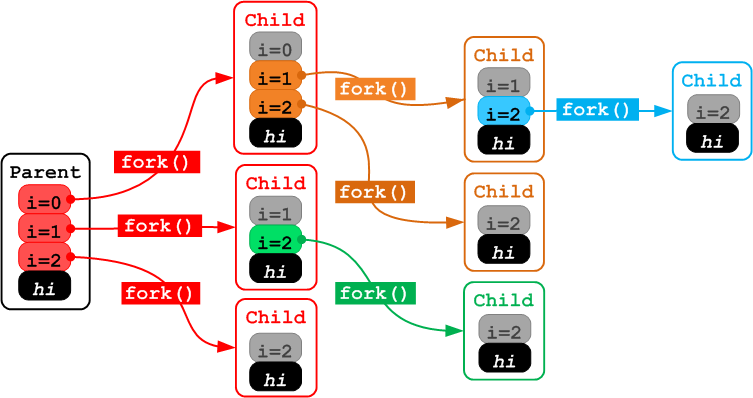 Parent
i=0
i=1
i=2
hi
fork()
fork()
fork()
Child
i=0
i=1
i=2
hi
Child
i=1
i=2
hi
Child
i=2
hi
fork()
fork()
fork()
Child
i=1
i=2
hi
Child
i=2
hi
Child
i=2
hi
fork()
Child
i=2
hi